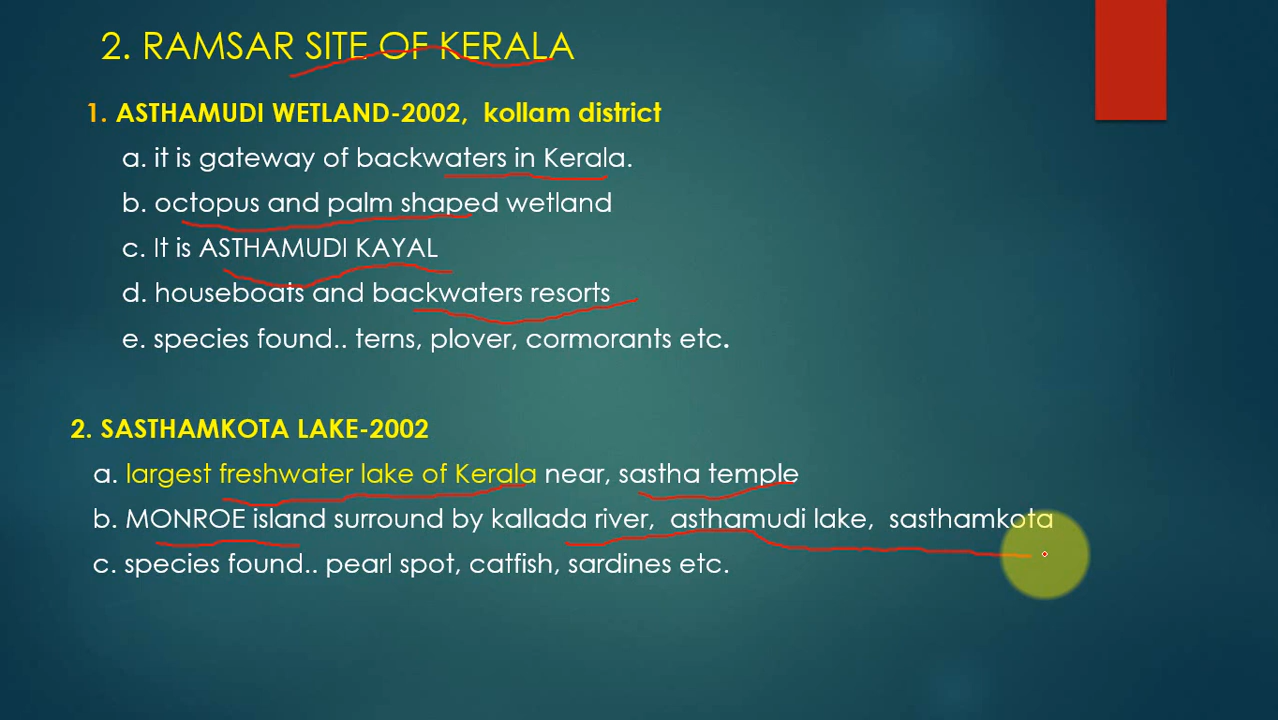 2. RAMSAR SITE OF KERALA
1. ASTHAMUDI WETLAND-2002, kollam district
a. it is gateway of backwaters in Kerala.
b. octopus and palm shaped wetland
c. It is ASTHAMUDI KAYAL
d. houseboats and backwaters resorts
e. species found.. terns, plover, cormorants etc.
2. SASTHAMKOTA LAKE-2002
a. largest freshwater lake of Kerala near, sastha temple
b. MONROE island surround by kallada river, asthamudi lake, sasthamkota
c. species found.. pearl spot, catfish, sardines etc.